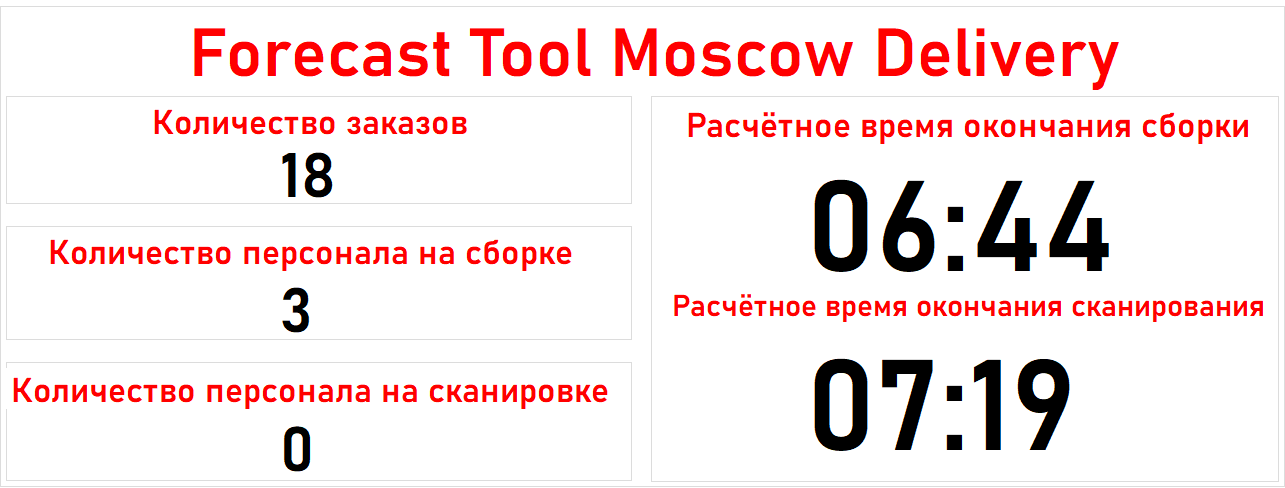 Forecast Tool Moscow Delivery
Количество заказов
18
Количество персонала на сборке
3
Количество персонала на сканировке
0
Расчётное время окончания сборки
06:44
Расчётное время окончания сканирования
07:19